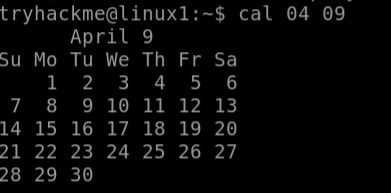 tryhackme@linux1:~$ cal 04 09
     April 9
Su Mo Tu We Th Fr Sa
    1  2  3  4  5  6
 7  8  9 10 11 12 13
14 15 16 17 18 19 20
21 22 23 24 25 26 27
28 29 30